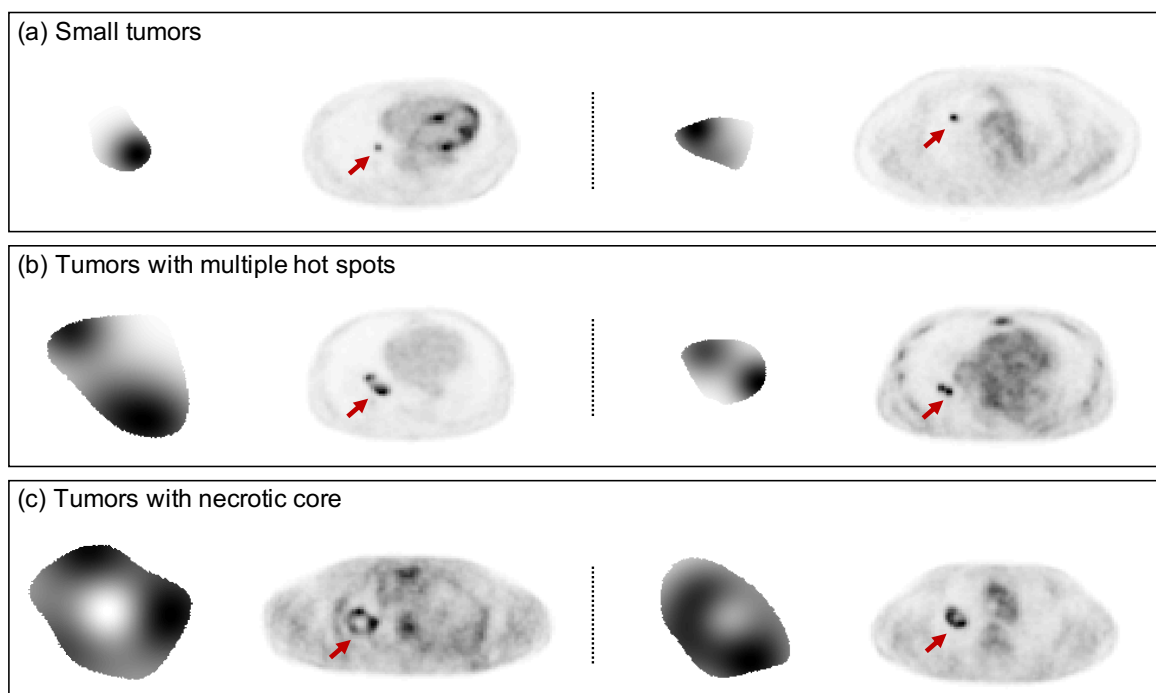 (a) Small tumors
(b) Tumors with multiple hot spots
(c) Tumors with necrotic core